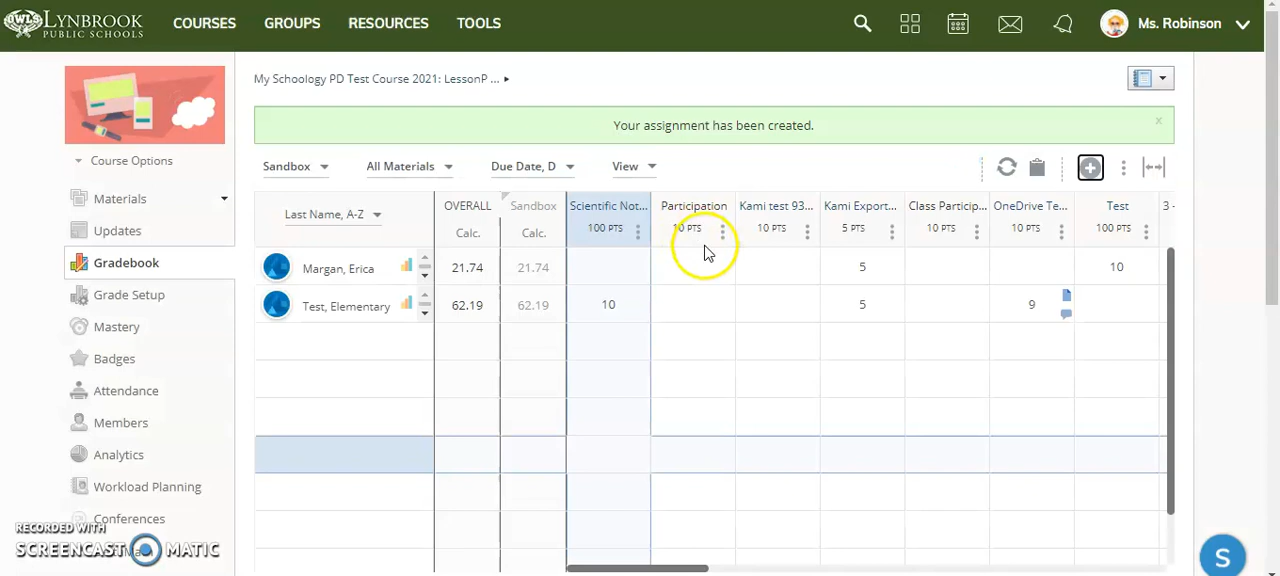 OWLS LYNBROOK
PUBLIC SCHOOLS
COURSES GROUPS RESOURCES TOOLS
Ms. Robinson
My Schoology PD Test Course 2021: LessonP ...
Your assignment has been created.
x
Course Options
Materials
Updates
Gradebook
Grade Setup
Mastery
Badges
Attendance
Members
Analytics
Workload Planning
Conferences
Sandbox All Materials Due Date, D View
Last Name, A-Z OVERALL Sandbox Scientific Not... Participation Kami test 93... Kami Export... Class Particip... OneDrive Te... Test 3 -
Calc. Calc. 100 PTS 10 PTS 10 PTS 5 PTS 10 PTS 10 PTS 100 PTS
Margan, Erica 21.74 21.74 5 10
Test, Elementary 62.19 62.19 10 5 9
RECORDED WITH
SCREENCAST MATIC
S